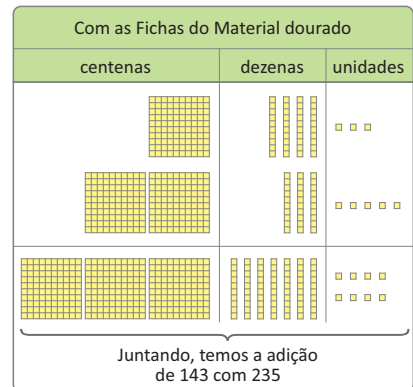 Com as Fichas do Material dourado
centenas dezenas unidades
Juntando, temos a adição
de 143 com 235